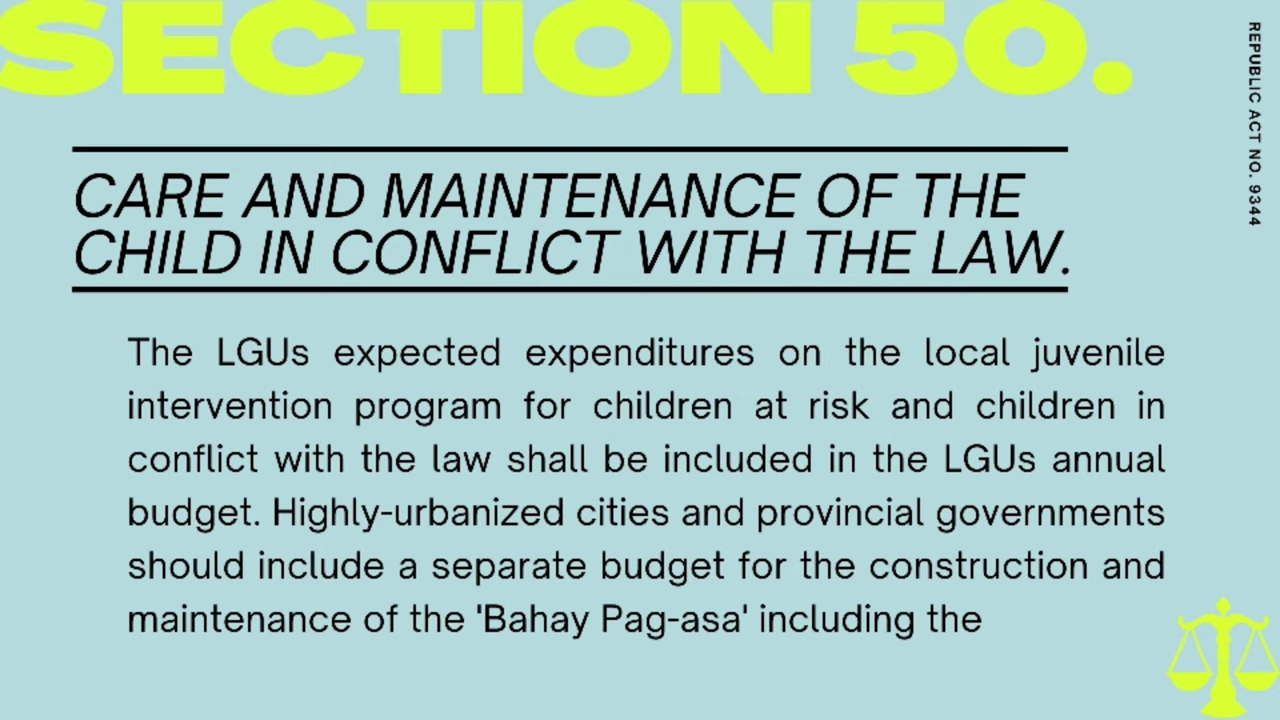 SECTION 50.
REPUBLIC ACT NO. 9344
CARE AND MAINTENANCE OF THE
CHILD IN CONFLICT WITH THE LAW.
The LGUs expected expenditures on the local juvenile
intervention program for children at risk and children in
conflict with the law shall be included in the LGUs annual
budget. Highly-urbanized cities and provincial governments
should include a separate budget for the construction and
maintenance of the 'Bahay Pag-asa' including the